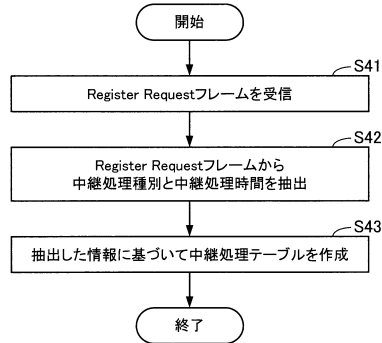 開始
S41
Register Requestフレームを受信
S42
Register Requestフレームから
中継処理種別と中継処理時間を抽出
S43
抽出した情報に基づいて中継処理テーブルを作成
終了